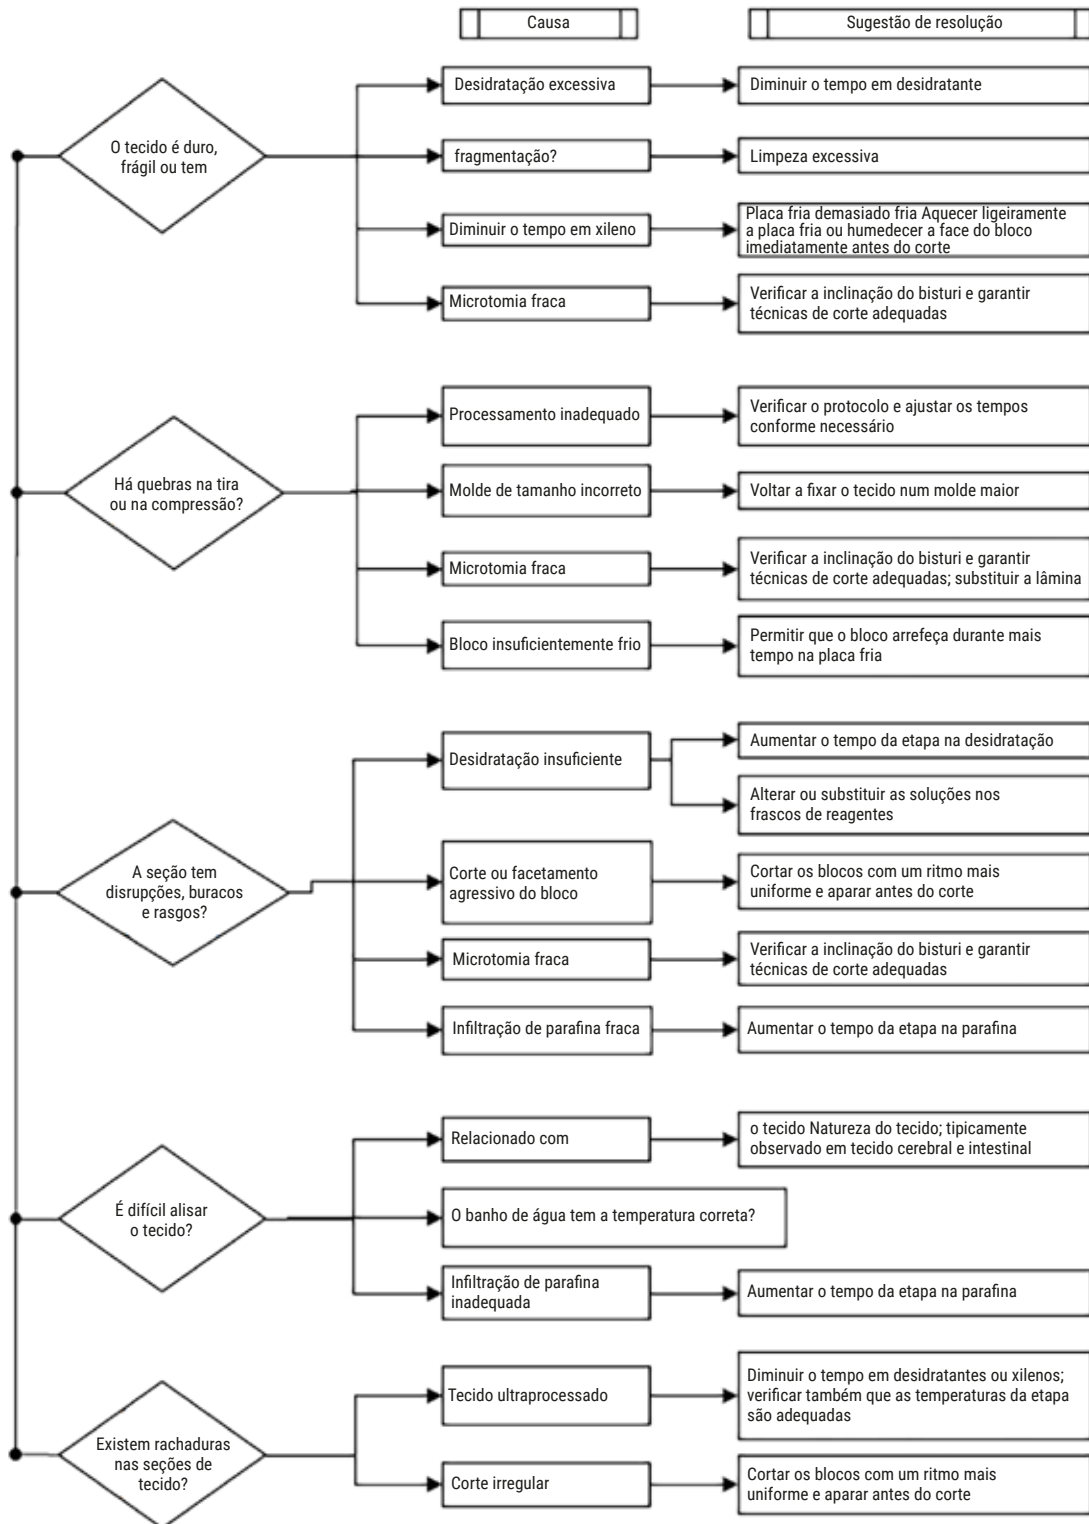 Causa
Sugestão de resolução
O tecido é duro,
frágil ou tem
Desidratação excessiva
Diminuir o tempo em desidratante
fragmentação?
Limpeza excessiva
Diminuir o tempo em xileno
Placa fria demasiado fria Aquecer ligeiramente
a placa fria ou humedecer a face do bloco
imediatamente antes do corte
Microtomia fraca
Verificar a inclinação do bisturi e garantir
técnicas de corte adequadas
Há quebras na tira
ou na compressão?
Processamento inadequado
Verificar o protocolo e ajustar os tempos
conforme necessário
Molde de tamanho incorreto
Voltar a fixar o tecido num molde maior
Microtomia fraca
Verificar a inclinação do bisturi e garantir
técnicas de corte adequadas; substituir a lâmina
Bloco insuficientemente frio
Permitir que o bloco arrefeça durante mais
tempo na placa fria
A seção tem
disrupções, buracos
e rasgos?
Desidratação insuficiente
Aumentar o tempo da etapa na desidratação
Alterar ou substituir as soluções nos
frascos de reagentes
Corte ou facetamento
agressivo do bloco
Cortar os blocos com um ritmo mais
uniforme e aparar antes do corte
Microtomia fraca
Verificar a inclinação do bisturi e garantir
técnicas de corte adequadas
Infiltração de parafina fraca
Aumentar o tempo da etapa na parafina
É difícil alisar
o tecido?
Relacionado com
o tecido Natureza do tecido; tipicamente
observado em tecido cerebral e intestinal
O banho de água tem a temperatura correta?
Infiltração de parafina
inadequada
Aumentar o tempo da etapa na parafina
Existem rachaduras
nas seções de
tecido?
Tecido ultraprocessado
Diminuir o tempo em desidratantes ou xilenos;
verificar também que as temperaturas da etapa
são adequadas
Corte irregular
Cortar os blocos com um ritmo mais
uniforme e aparar antes do corte